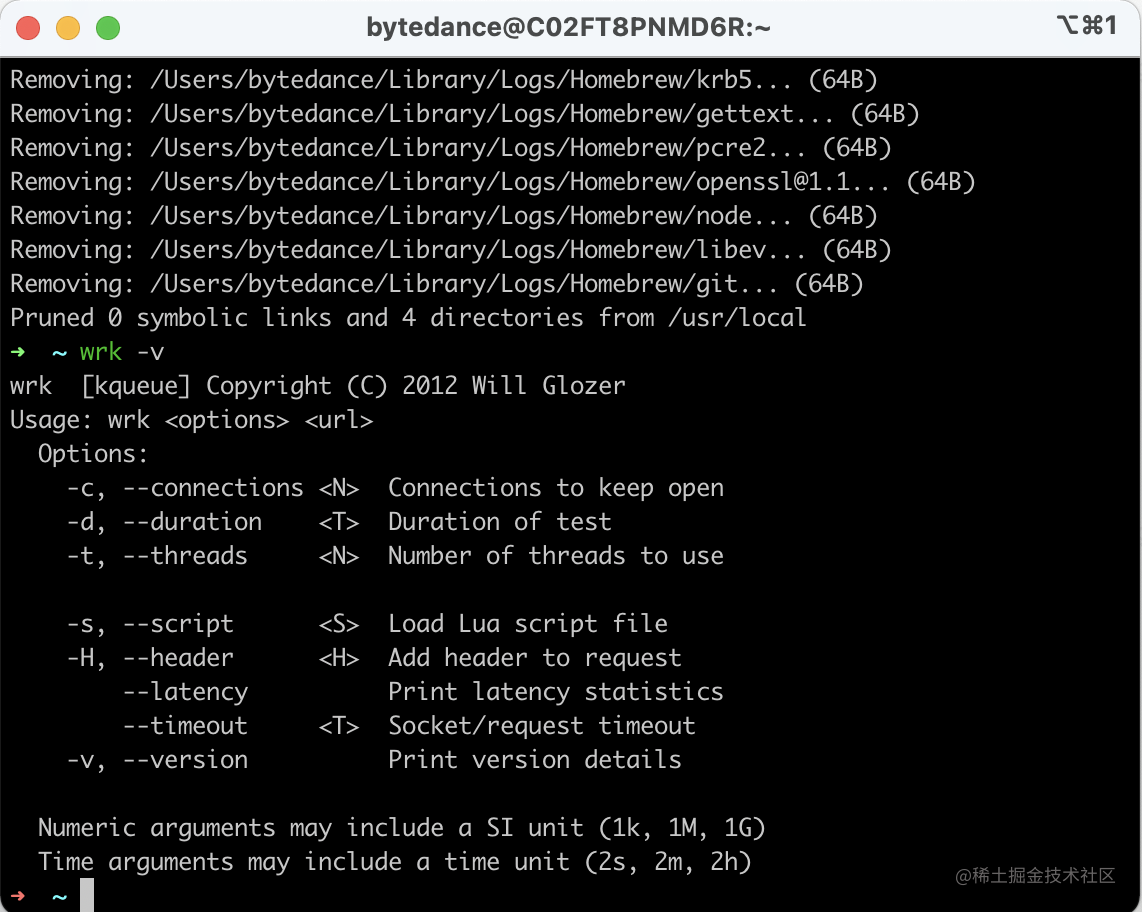 bytedance@C02FT8PNMD6R:~ ⌥⌘1
Removing: /Users/bytedance/Library/Logs/Homebrew/krb5... (64B)
Removing: /Users/bytedance/Library/Logs/Homebrew/gettext... (64B)
Removing: /Users/bytedance/Library/Logs/Homebrew/pcre2... (64B)
Removing: /Users/bytedance/Library/Logs/Homebrew/openssl@1.1... (64B)
Removing: /Users/bytedance/Library/Logs/Homebrew/node... (64B)
Removing: /Users/bytedance/Library/Logs/Homebrew/libev... (64B)
Removing: /Users/bytedance/Library/Logs/Homebrew/git... (64B)
Pruned 0 symbolic links and 4 directories from /usr/local
➜  ~ wrk -v
wrk  [kqueue] Copyright (C) 2012 Will Glozer
Usage: wrk <options> <url>
  Options:
    -c, --connections <N>  Connections to keep open
    -d, --duration    <T>  Duration of test
    -t, --threads     <N>  Number of threads to use

    -s, --script      <S>  Load Lua script file
    -H, --header      <H>  Add header to request
        --latency          Print latency statistics
        --timeout     <T>  Socket/request timeout
    -v, --version          Print version details

  Numeric arguments may include a SI unit (1k, 1M, 1G)
  Time arguments may include a time unit (2s, 2m, 2h)
➜  ~
@稀土掘金技术社区